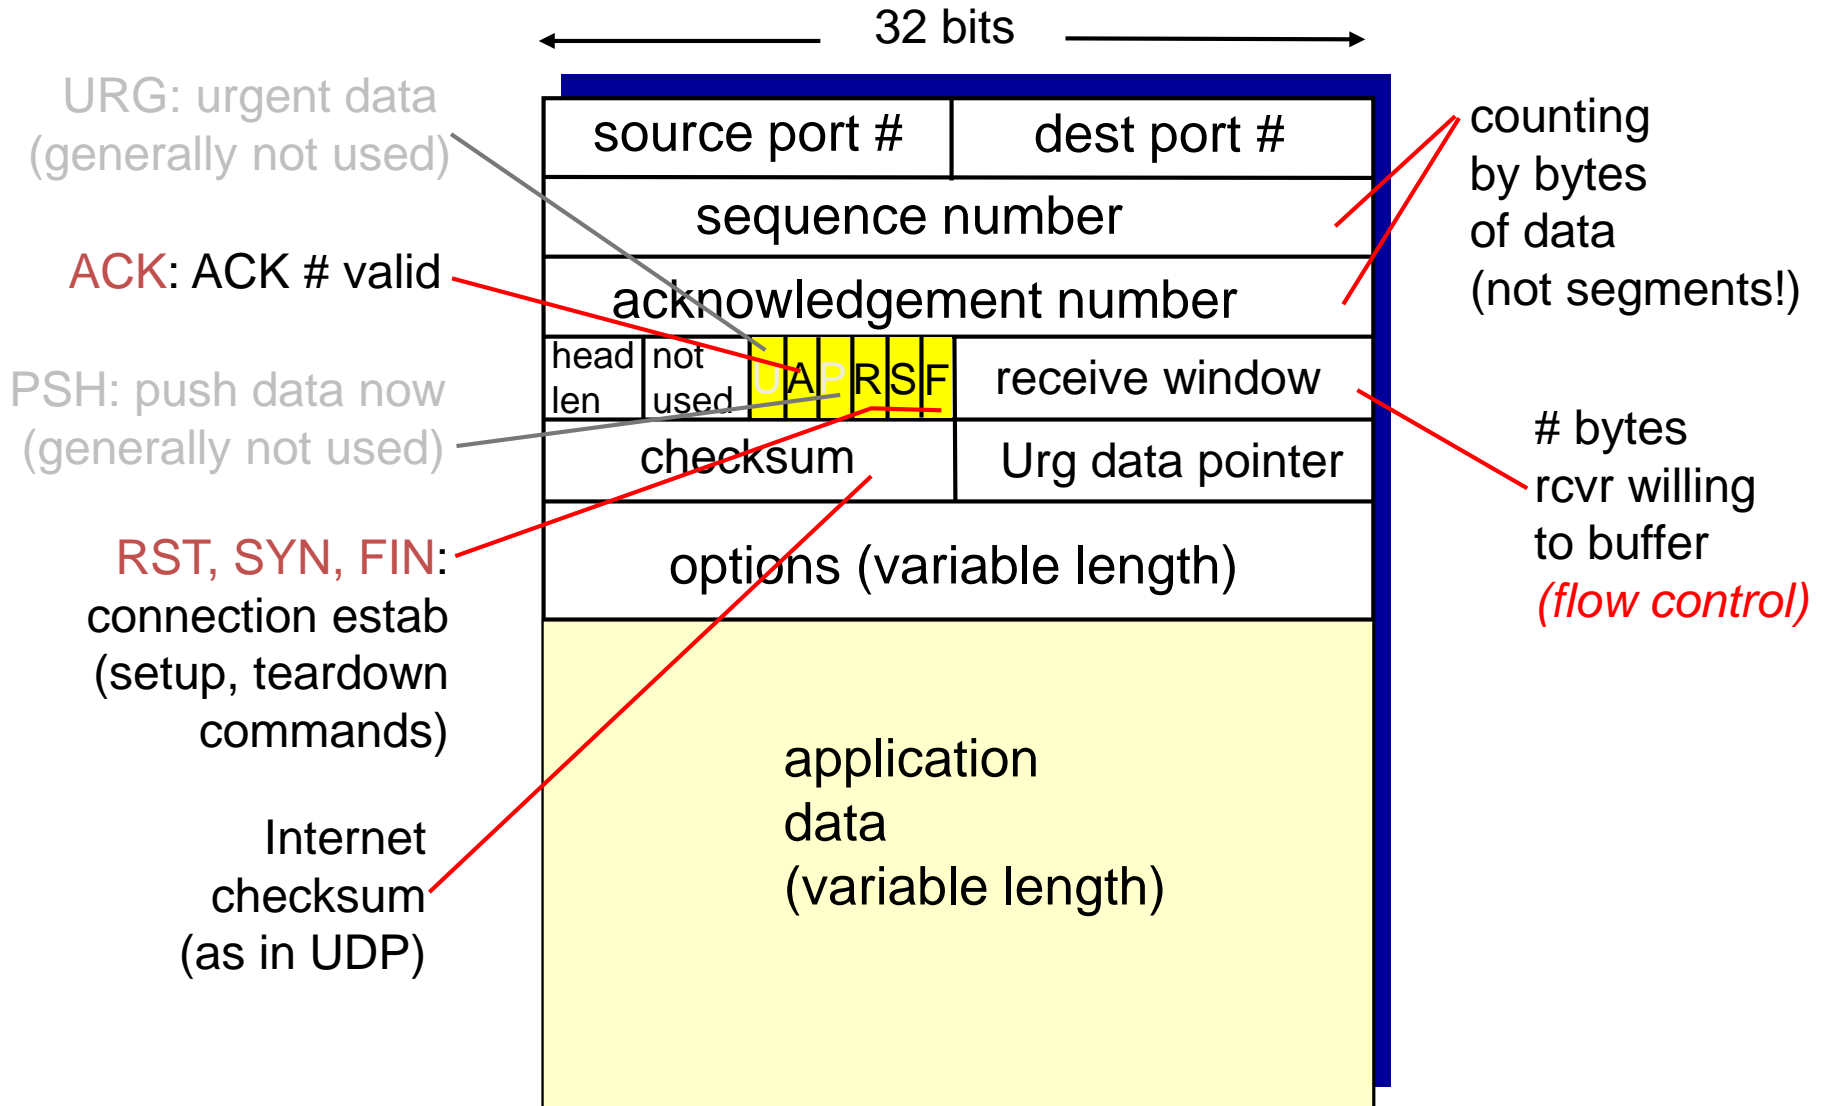 32 bits
URG: urgent data
(generally not used)
ACK: ACK # valid
PSH: push data now
(generally not used)
RST, SYN, FIN:
connection estab
(setup, teardown
commands)
Internet
checksum
(as in UDP)
source port #
dest port #
sequence number
acknowledgement number
head
len
not
used
U A P R S F
receive window
checksum
Urg data pointer
options (variable length)
application
data
(variable length)
counting
by bytes
of data
(not segments!)
# bytes
rcvr willing
to buffer
(flow control)